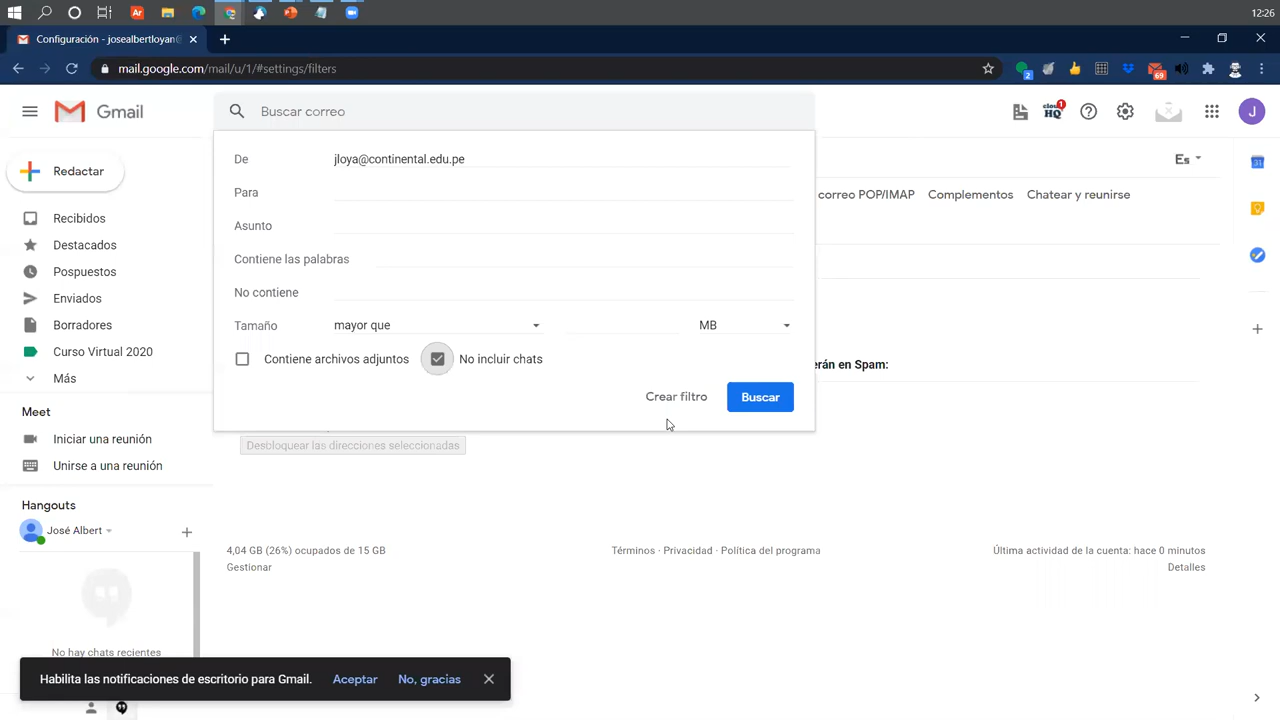 12:26
Configuración - josealbertloyan@
mail.google.com/mail/u/1/#settings/filters
2
69
Gmail
Buscar correo
1
J
Redactar
Recibidos
Destacados
Pospuestos
Enviados
Borradores
Curso Virtual 2020
Más
Meet
Iniciar una reunión
Unirse a una reunión
Hangouts
José Albert
No hay chats recientes
De
jloya@continental.edu.pe
Para
Asunto
Contiene las palabras
No contiene
Tamaño
mayor que
MB
Contiene archivos adjuntos
No incluir chats
Crear filtro
Buscar
Es
correo POP/IMAP
Complementos
Chatear y reunirse
erán en Spam:
Desbloquear las direcciones seleccionadas
4,04 GB (26%) ocupados de 15 GB
Gestionar
Términos · Privacidad · Política del programa
Última actividad de la cuenta: hace 0 minutos
Detalles
Habilita las notificaciones de escritorio para Gmail.
Aceptar
No, gracias